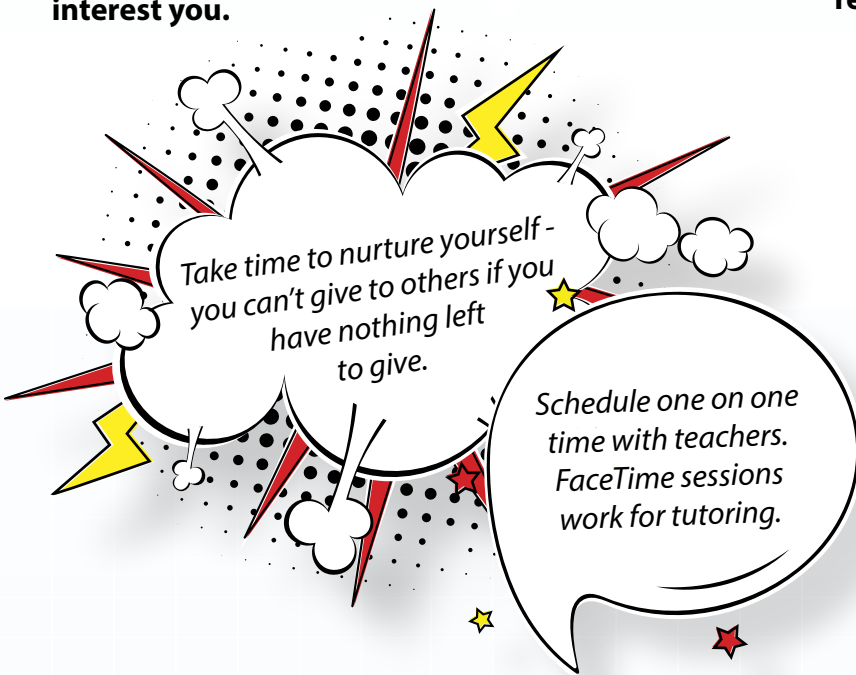 interest you.
Take time to nurture yourself -
you can't give to others if you
have nothing left
to give.
Schedule one on one
time with teachers.
FaceTime sessions
work for tutoring.